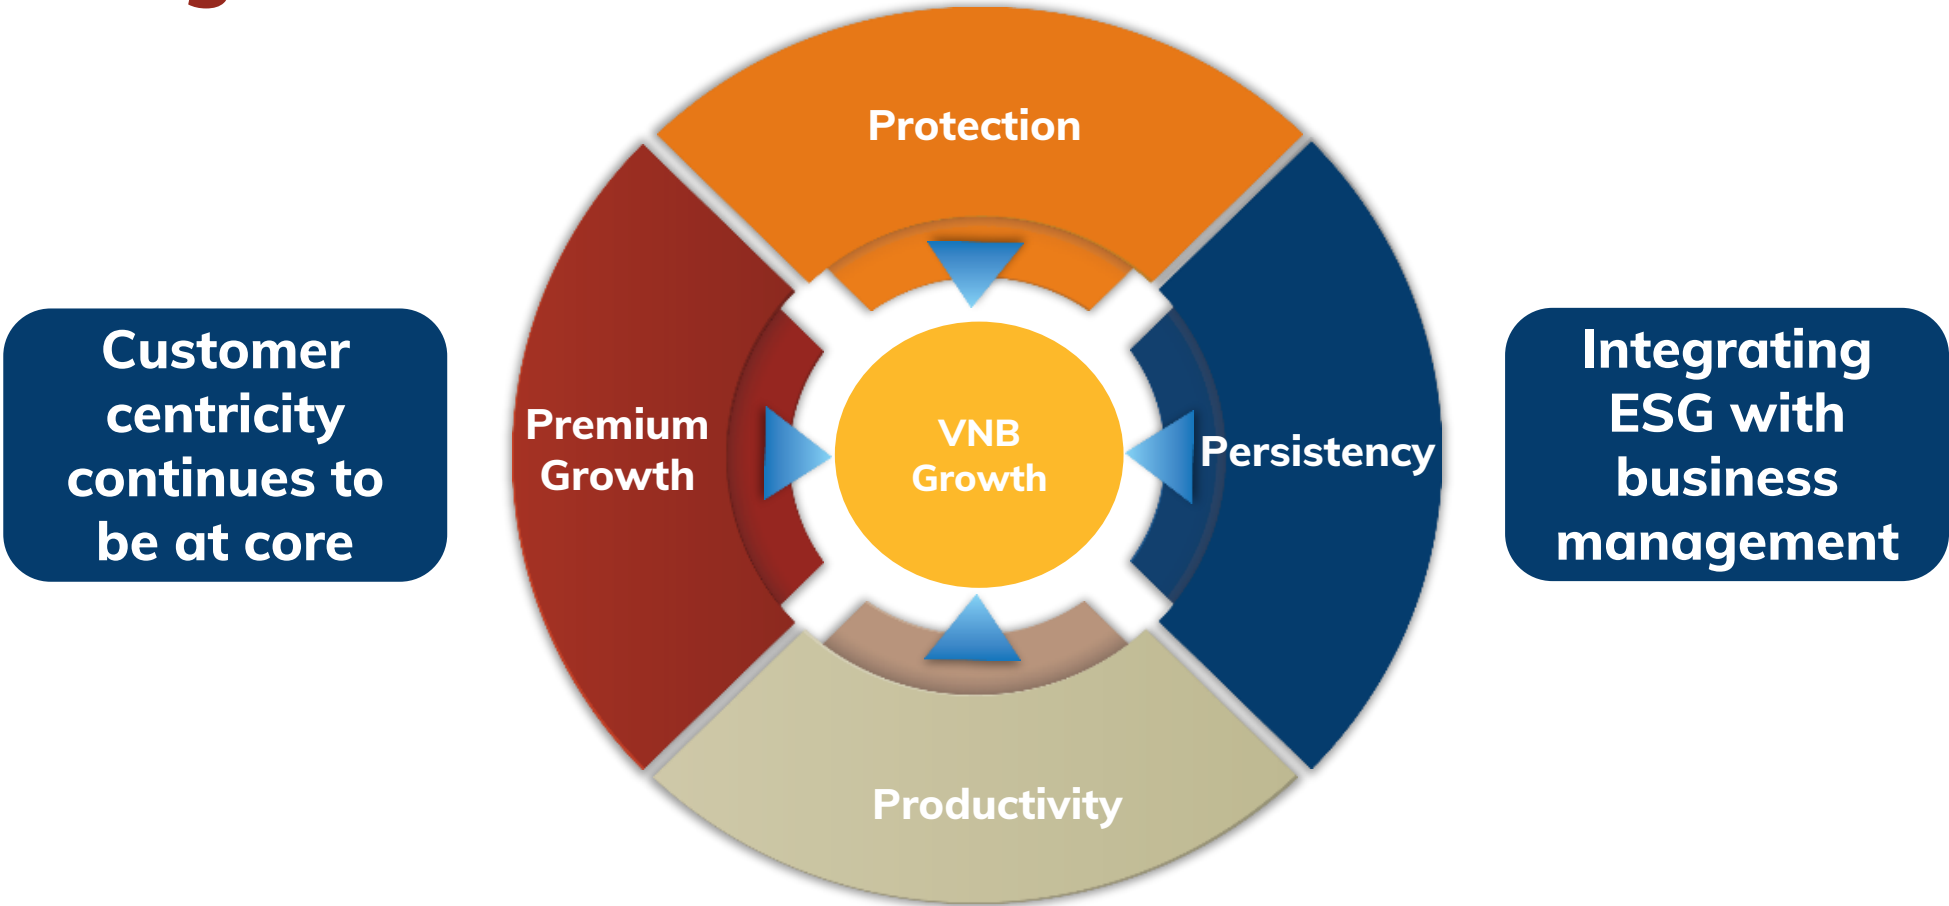 Protection
Customer
centricity
continues to
be at core
Premium
Growth
VNB
Growth
Persistency
Integrating
ESG with
business
management
Productivity